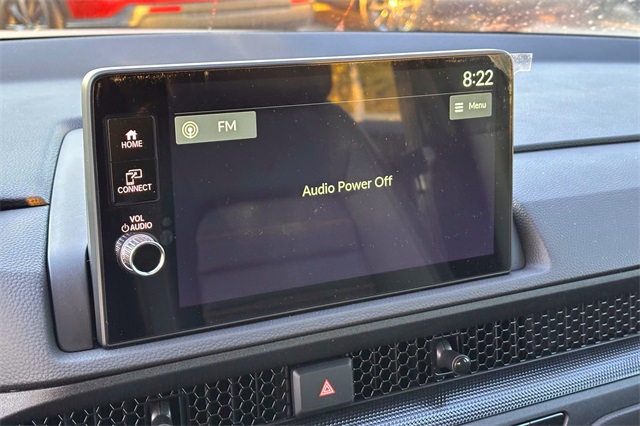 8:22
FM
Menu
HOME
Audio Power Off
CONNECT
VOL
AUDIO